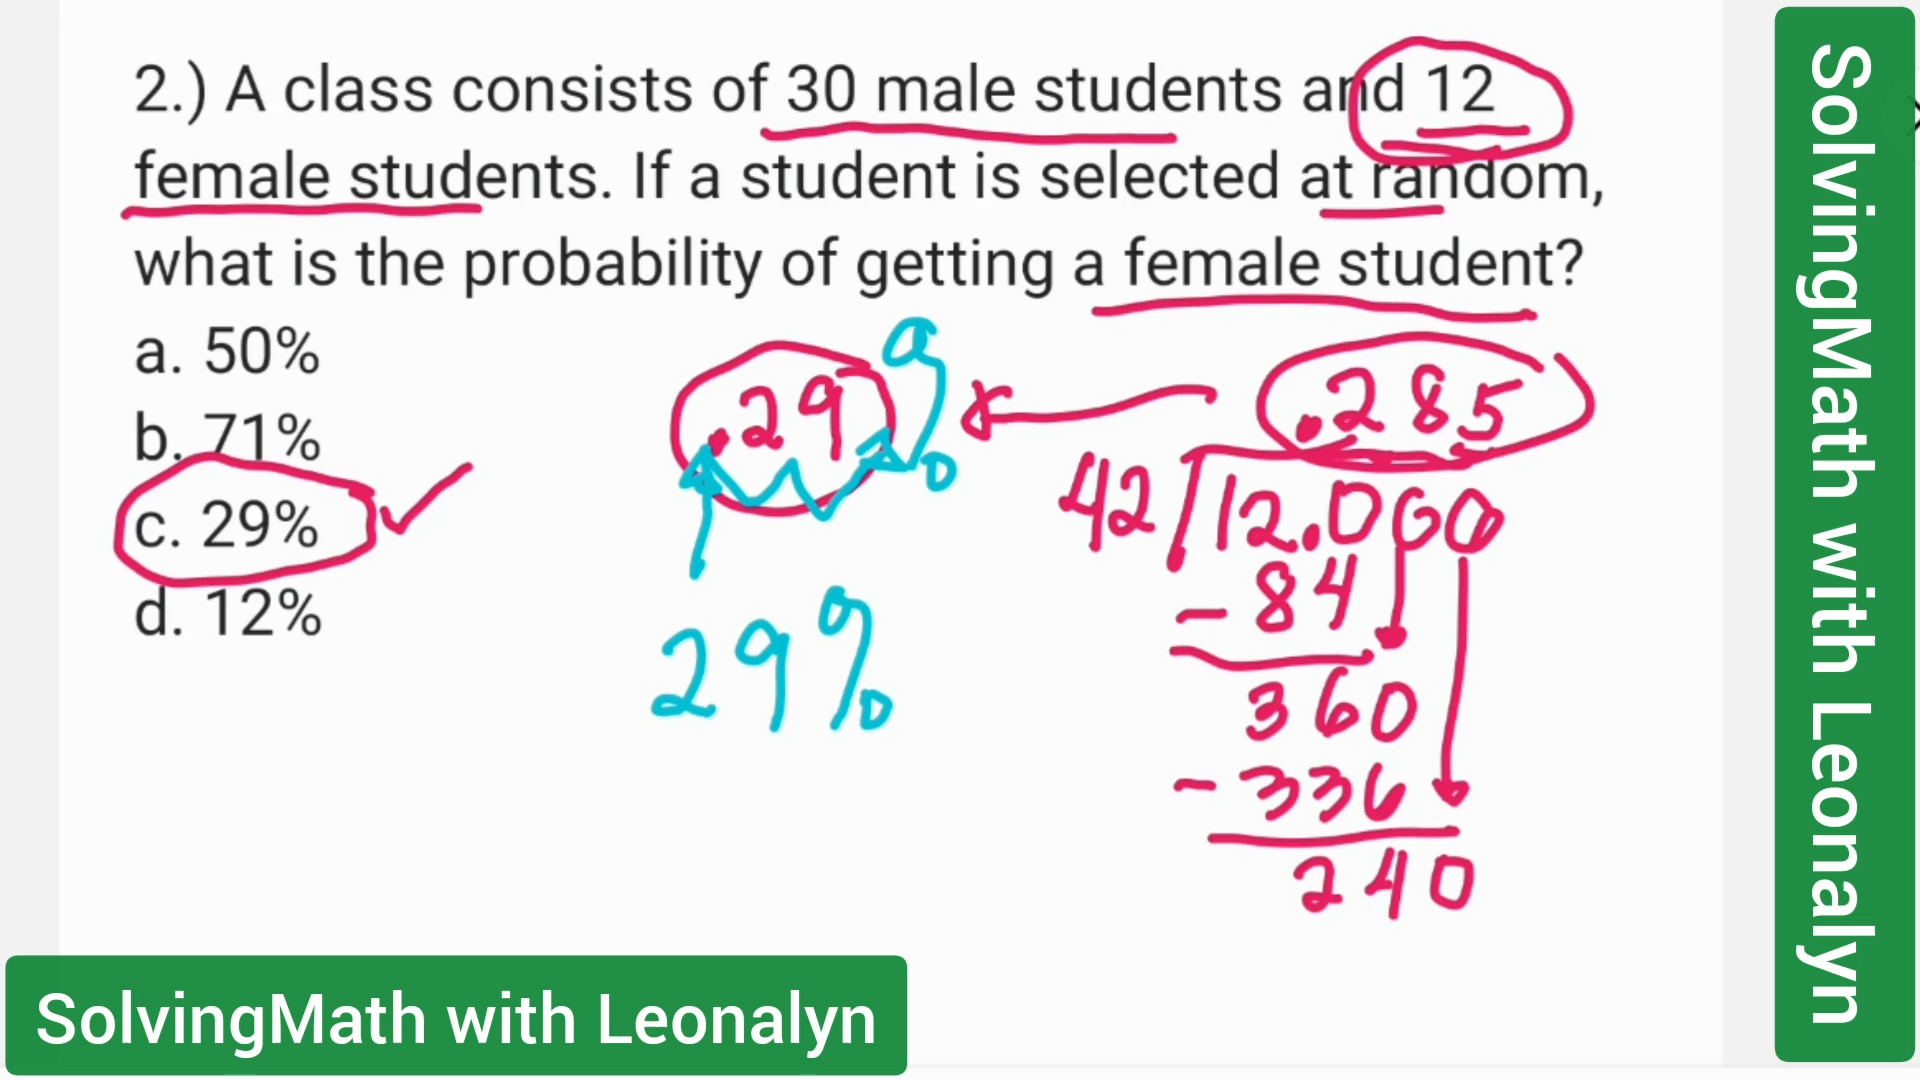 2.) A class consists of 30 male students and 12
female students. If a student is selected at random,
what is the probability of getting a female student?
a. 50%
b. 71%
c. 29%
d. 12%
.29 %
29%
.285
42 12.000
- 84
360
- 336
240
SolvingMath with Leonalyn
SolvingMath with Leonalyn